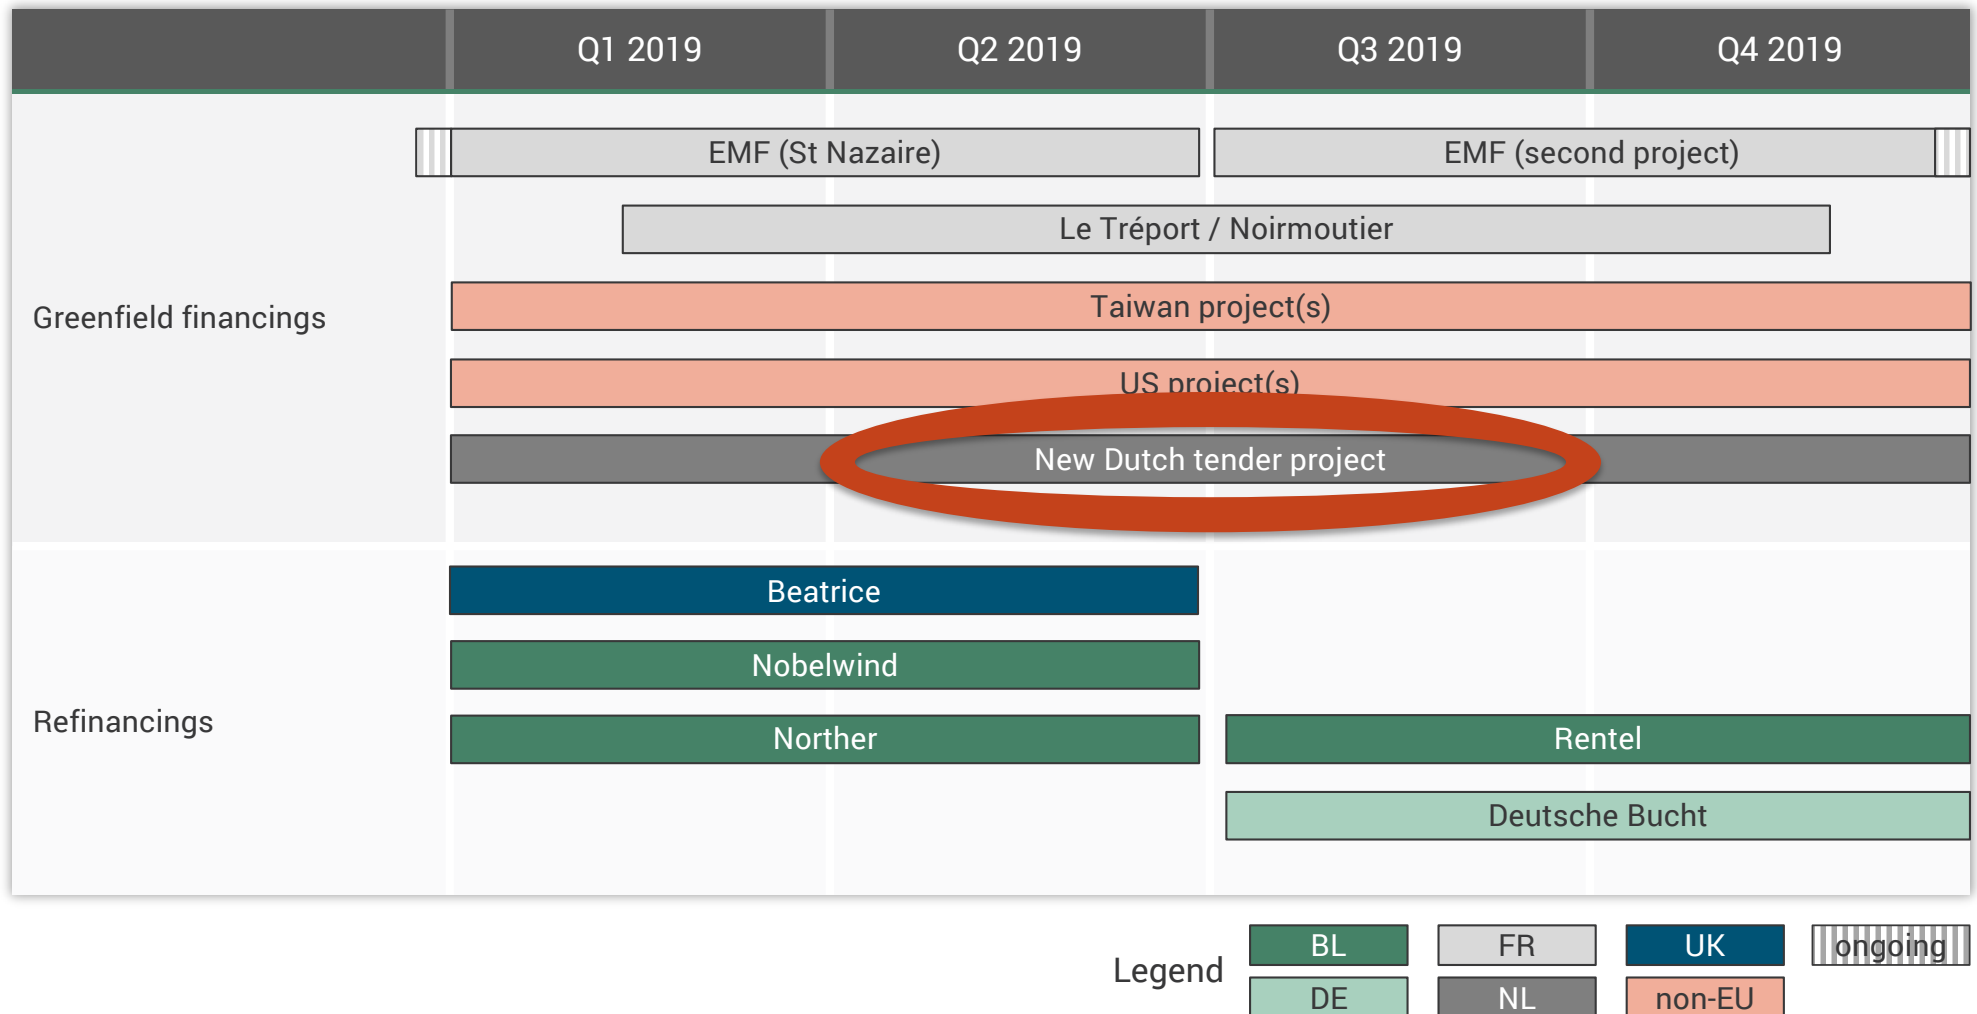 Q1 2019 Q2 2019 Q3 2019 Q4 2019
EMF (St Nazaire) EMF (second project)
Le Tréport / Noirmoutier
Greenfield financings
Taiwan project(s)
US project(s)
New Dutch tender project
Beatrice
Nobelwind
Refinancings
Norther Rentel
Deutsche Bucht
Legend
BL FR UK ongoing
DE NL non-EU